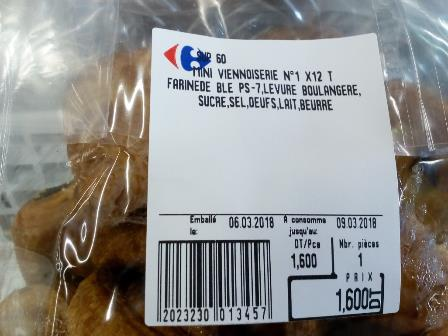 SVP 60
MINI VIENNOISERIE N°1 X12 T
FARINEDE BLE PS-7,LEVURE BOULANGERE,
SUCRE,SEL,OEUFS,LAIT,BEURRE
Emballé le: 06.03.2018 A consomme jusqu'au: 09.03.2018
DT/Pce Nbr. pièces
1,600 1
PRIX
1,600
2023230 013457